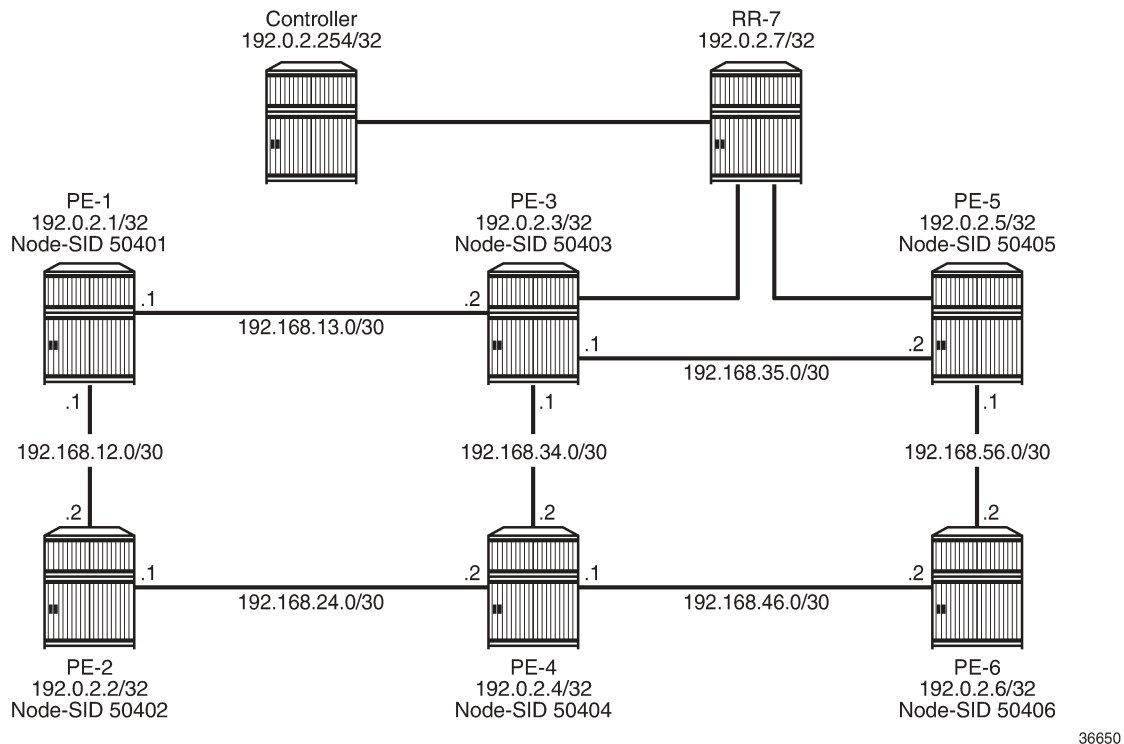 Controller
192.0.2.254/32
RR-7
192.0.2.7/32
PE-1
192.0.2.1/32
Node-SID 50401
PE-3
192.0.2.3/32
Node-SID 50403
PE-5
192.0.2.5/32
Node-SID 50405
.1
.2
192.168.13.0/30
.1
.2
192.168.35.0/30
.1
.1
.1
192.168.12.0/30
192.168.34.0/30
192.168.56.0/30
.2
.2
.2
.1
.2
192.168.24.0/30
.1
.2
192.168.46.0/30
PE-2
192.0.2.2/32
Node-SID 50402
PE-4
192.0.2.4/32
Node-SID 50404
PE-6
192.0.2.6/32
Node-SID 50406
36650